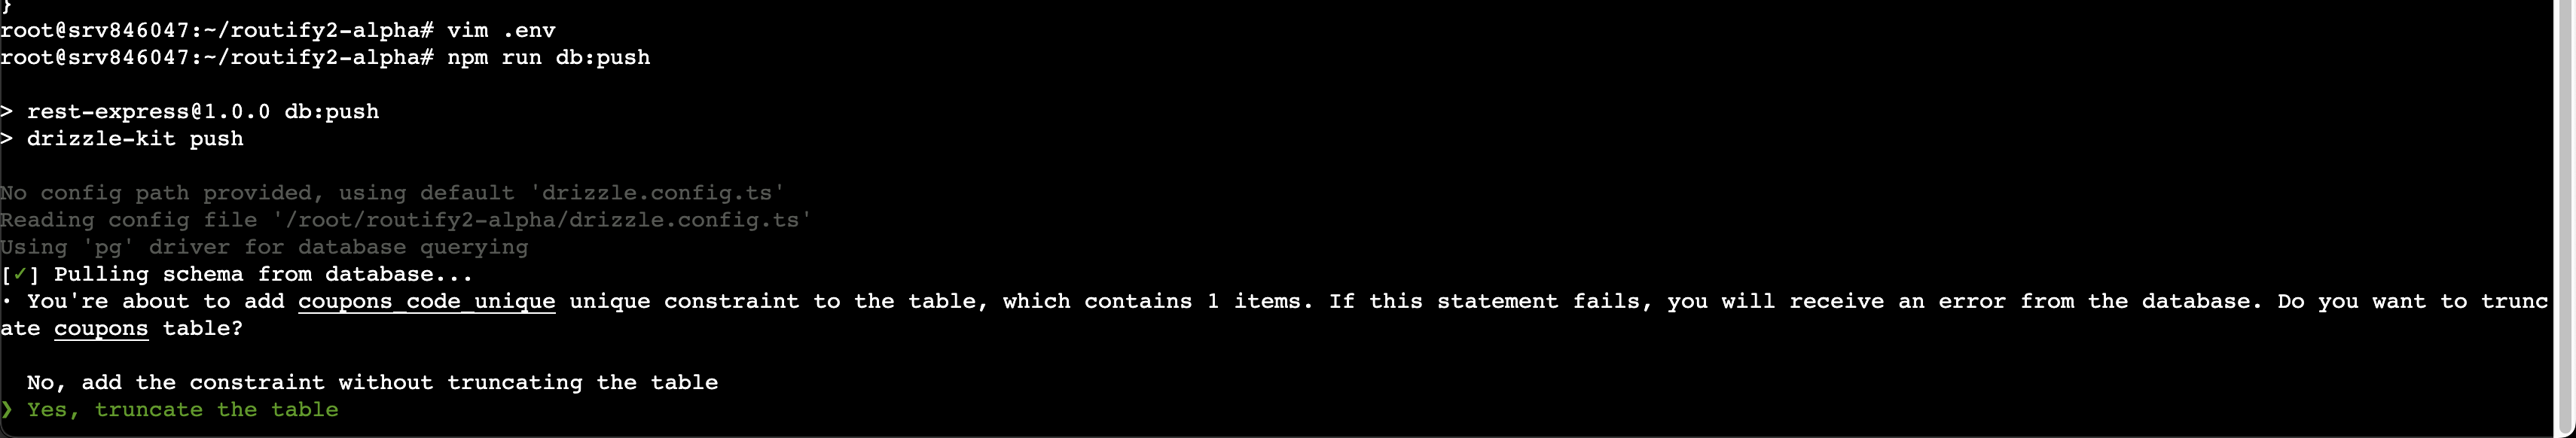 }
root@srv846047:~/routify2-alpha# vim .env
root@srv846047:~/routify2-alpha# npm run db:push
> rest-express@1.0.0 db:push
> drizzle-kit push
No config path provided, using default 'drizzle.config.ts'
Reading config file '/root/routify2-alpha/drizzle.config.ts'
Using 'pg' driver for database querying
[✓] Pulling schema from database...
· You're about to add coupons_code_unique unique constraint to the table, which contains 1 items. If this statement fails, you will receive an error from the database. Do you want to trunc
ate coupons table?
No, add the constraint without truncating the table
❯ Yes, truncate the table